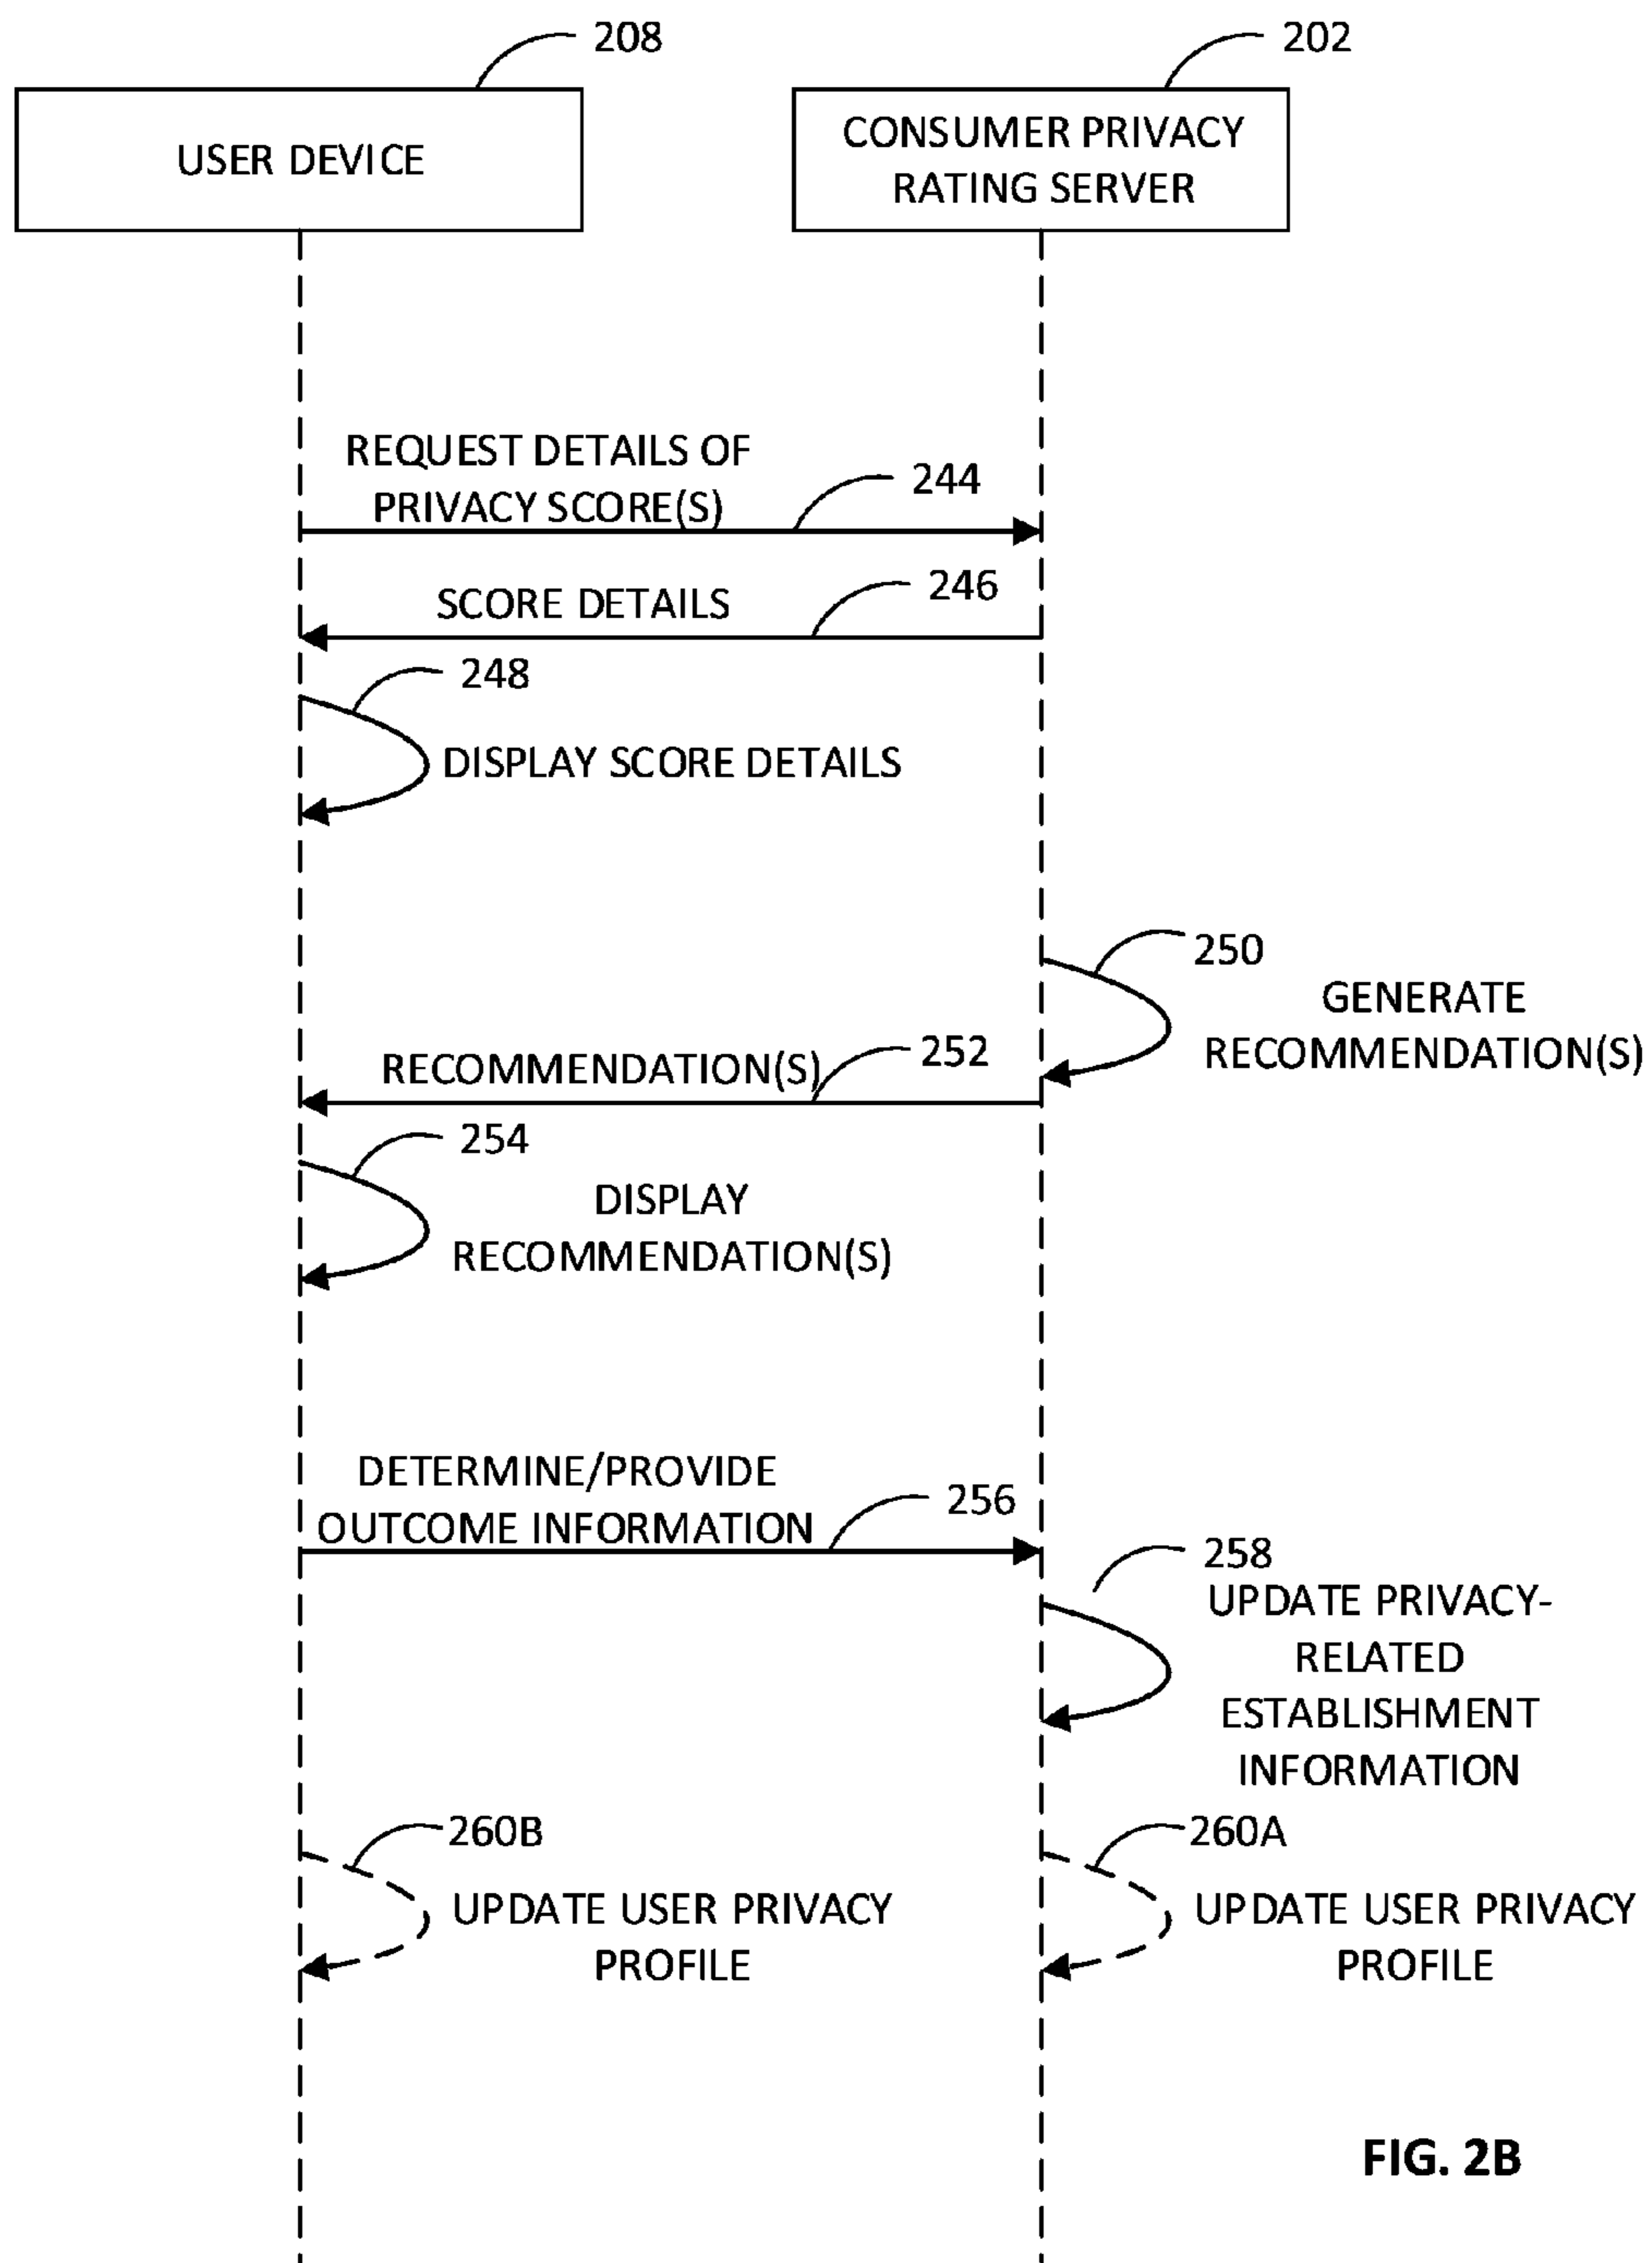 208
202
USER DEVICE
CONSUMER PRIVACY
RATING SERVER
REQUEST DETAILS OF
PRIVACY SCORE(S)
244
SCORE DETAILS
246
248
DISPLAY SCORE DETAILS
250
GENERATE
RECOMMENDATION(S)
RECOMMENDATION(S)
252
254
DISPLAY
RECOMMENDATION(S)
DETERMINE/PROVIDE
OUTCOME INFORMATION
256
258
UPDATE PRIVACY-
RELATED
ESTABLISHMENT
INFORMATION
260B
UPDATE USER PRIVACY
PROFILE
260A
UPDATE USER PRIVACY
PROFILE
FIG. 2B